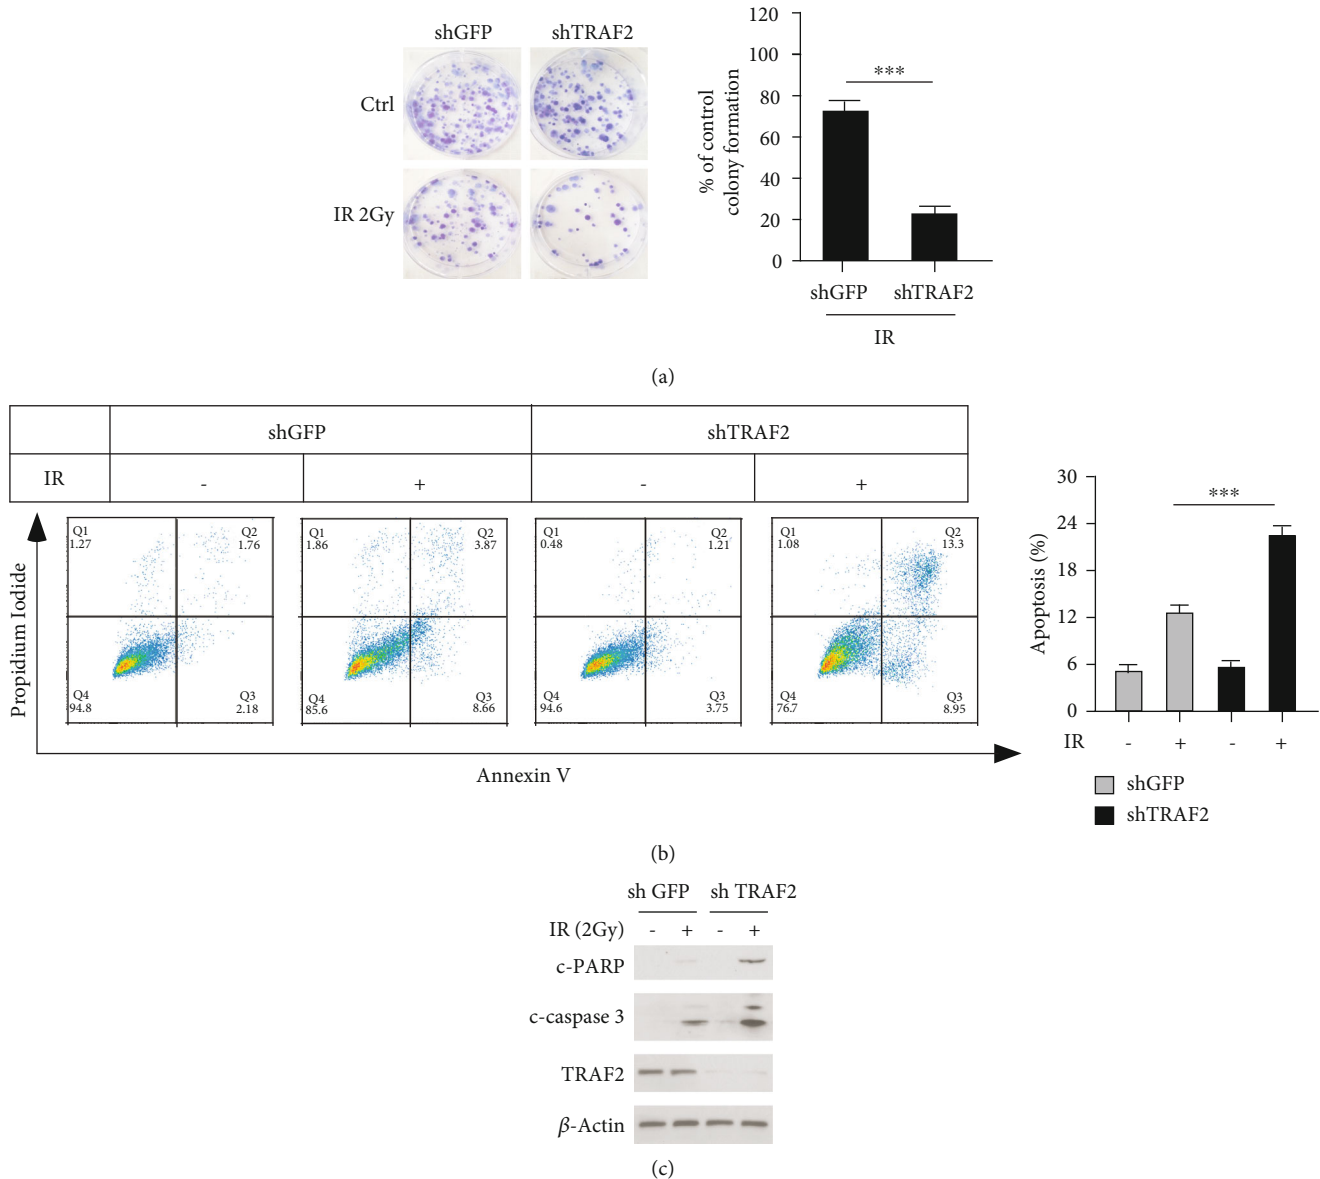 shGFP shTRAF2
Ctrl
IR 2Gy
% of control
colony formation
120
100
80
60
40
20
0
***
shGFP shTRAF2
IR
(a)
shGFP shTRAF2
IR - + - +
Propidium Iodide
Q1
1.27
Q2
1.76
Q4
94.8
Q3
2.18
Q1
1.86
Q2
3.87
Q4
85.6
Q3
8.66
Q1
0.48
Q2
1.21
Q4
94.6
Q3
3.75
Q1
1.08
Q2
13.3
Q4
76.7
Q3
8.95
Annexin V
Apoptosis (%)
30
24
18
12
6
0
***
IR - + - +
shGFP
shTRAF2
(b)
sh GFP sh TRAF2
IR (2Gy) - + - +
c-PARP
c-caspase 3
TRAF2
β-Actin
(c)